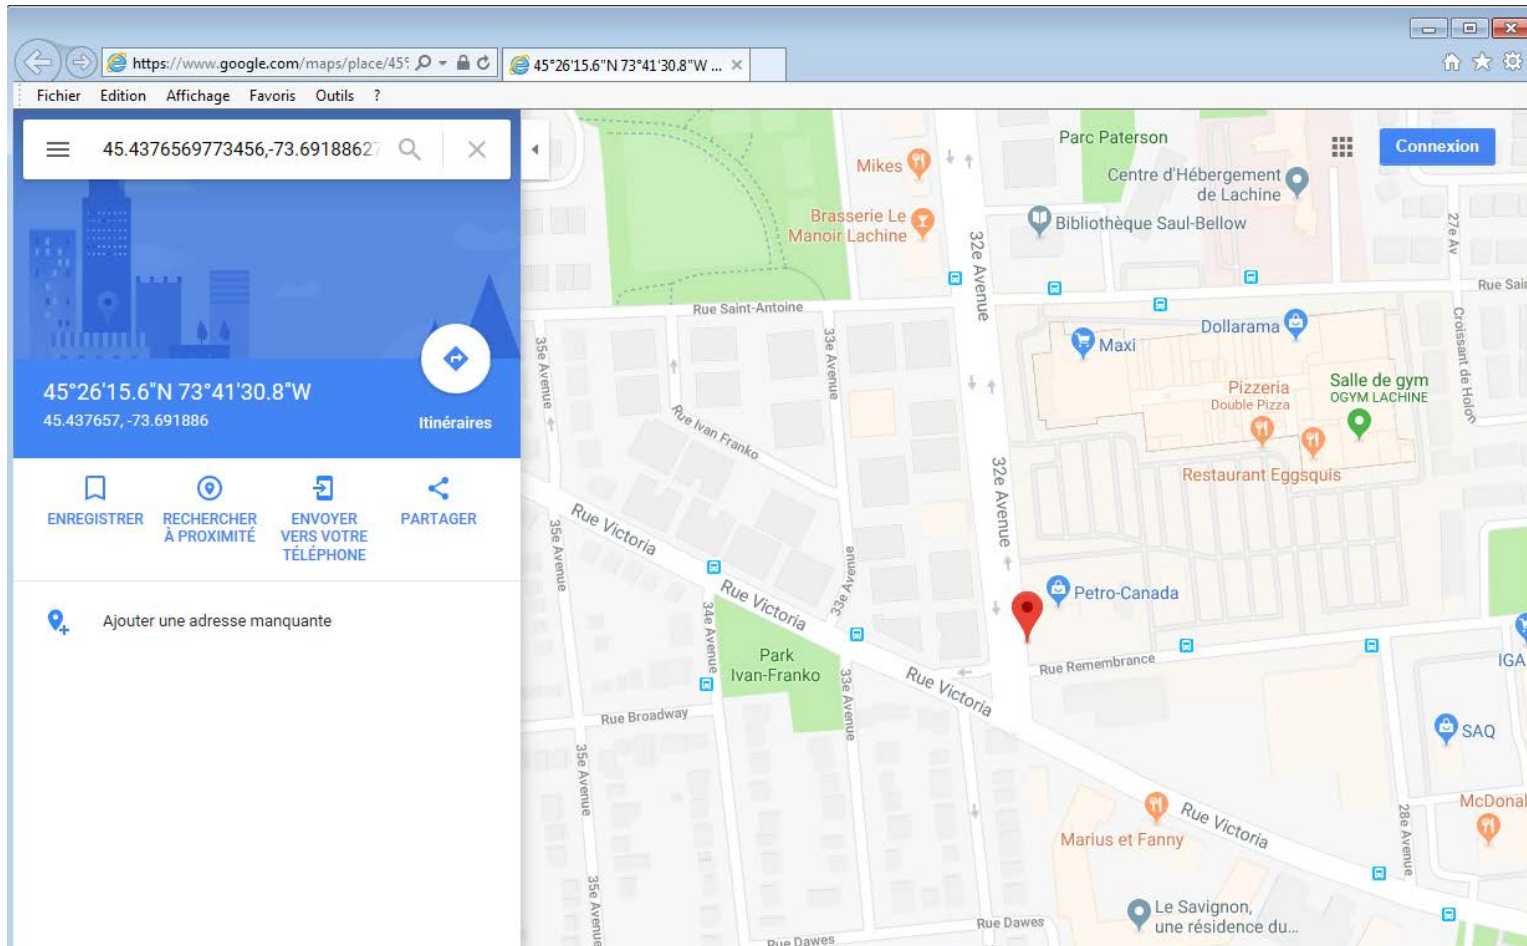 https://www.google.com/maps/place/45°
45°26'15.6"N 73°41'30.8"W ...
Fichier Edition Affichage Favoris Outils ?
45.4376569773456,-73.69188627
45°26'15.6"N 73°41'30.8"W
45.437657, -73.691886
Itinéraires
ENREGISTRER
RECHERCHER
À PROXIMITÉ
ENVOYER
VERS VOTRE
TÉLÉPHONE
PARTAGER
Ajouter une adresse manquante
Connexion
Parc Paterson
Mikes
Centre d'Hébergement
de Lachine
Brasserie Le
Manoir Lachine
Bibliothèque Saul-Bellow
27e Av
32e Avenue
Rue Saint-Antoine
Rue Sain
Dollarama
Maxi
Croissant de Holon
35e Avenue
33e Avenue
Pizzeria
Double Pizza
Salle de gym
OGYM LACHINE
Rue Ivan Franko
Restaurant Eggsquis
32e Avenue
Rue Victoria
35e Avenue
33e Avenue
Rue Victoria
Petro-Canada
34e Avenue
Park
Ivan-Franko
Rue Remembrance
IGA
33e Avenue
Rue Victoria
Rue Broadway
SAQ
35e Avenue
McDonal
Marius et Fanny
Rue Victoria
28e Avenue
35e Avenue
Le Savignon,
une résidence du...
Rue Dawes
Rue Dawes